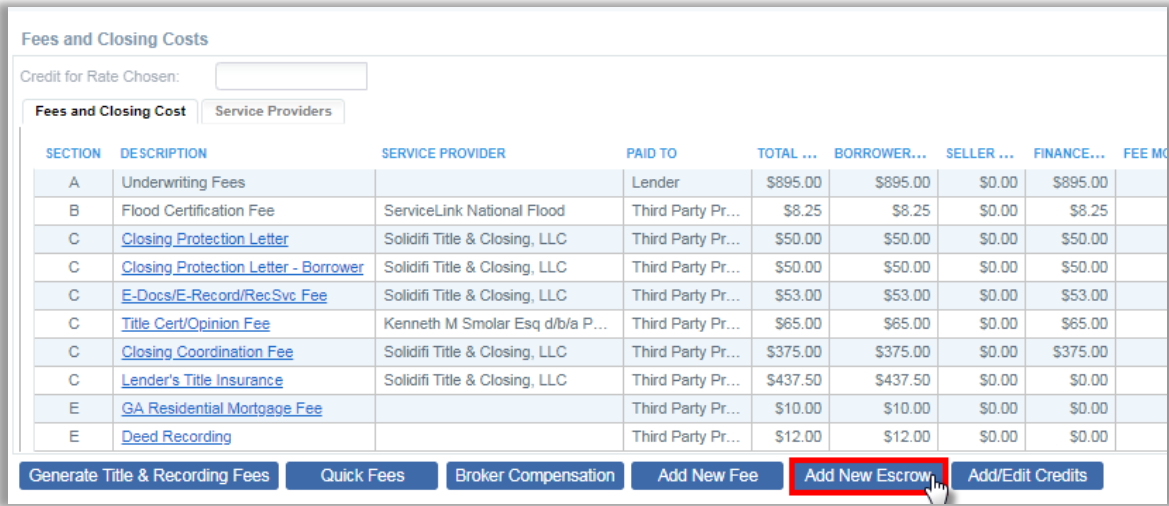 Fees and Closing Costs
Credit for Rate Chosen:
Fees and Closing Cost Service Providers
SECTION DESCRIPTION SERVICE PROVIDER PAID TO TOTAL ... BORROWER... SELLER ... FINANCE... FEE MO
A Underwriting Fees Lender $895.00 $895.00 $0.00 $895.00
B Flood Certification Fee ServiceLink National Flood Third Party Pr... $8.25 $8.25 $0.00 $8.25
C Closing Protection Letter Solidifi Title & Closing, LLC Third Party Pr... $50.00 $50.00 $0.00 $50.00
C Closing Protection Letter - Borrower Solidifi Title & Closing, LLC Third Party Pr... $50.00 $50.00 $0.00 $50.00
C E-Docs/E-Record/RecSvc Fee Solidifi Title & Closing, LLC Third Party Pr... $53.00 $53.00 $0.00 $53.00
C Title Cert/Opinion Fee Kenneth M Smolar Esq d/b/a P... Third Party Pr... $65.00 $65.00 $0.00 $65.00
C Closing Coordination Fee Solidifi Title & Closing, LLC Third Party Pr... $375.00 $375.00 $0.00 $375.00
C Lender's Title Insurance Solidifi Title & Closing, LLC Third Party Pr... $437.50 $437.50 $0.00 $0.00
E GA Residential Mortgage Fee Third Party Pr... $10.00 $10.00 $0.00 $0.00
E Deed Recording Third Party Pr... $12.00 $12.00 $0.00 $0.00
Generate Title & Recording Fees Quick Fees Broker Compensation Add New Fee Add New Escrow Add/Edit Credits